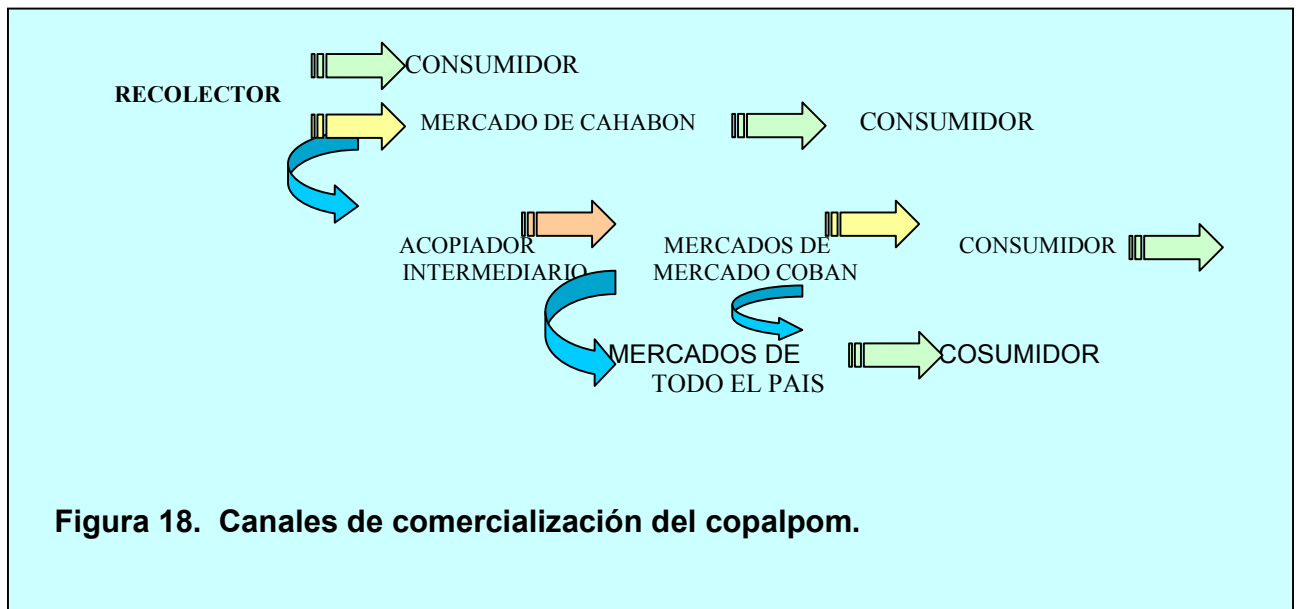 CONSUMIDOR
RECOLECTOR
MERCADO DE CAHABON CONSUMIDOR
ACOPIADOR MERCADOS DE CONSUMIDOR
INTERMEDIARIO MERCADO COBAN
MERCADOS DE COSUMIDOR
TODO EL PAIS
Figura 18. Canales de comercialización del copalpom.